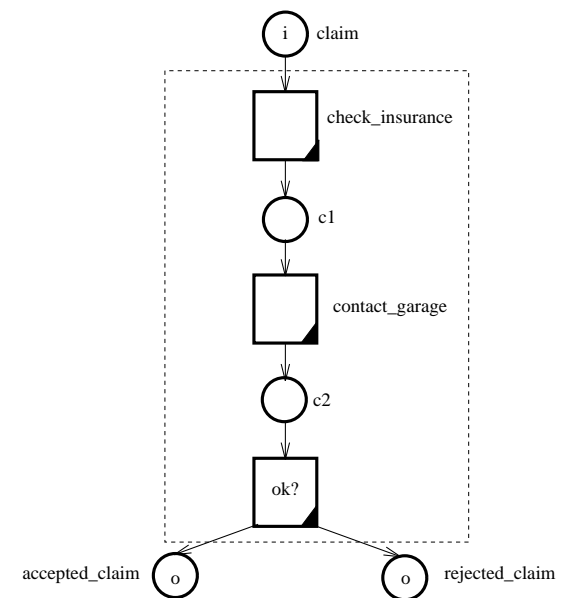 i claim
check_insurance
c1
contact_garage
c2
ok?
accepted_claim o o rejected_claim